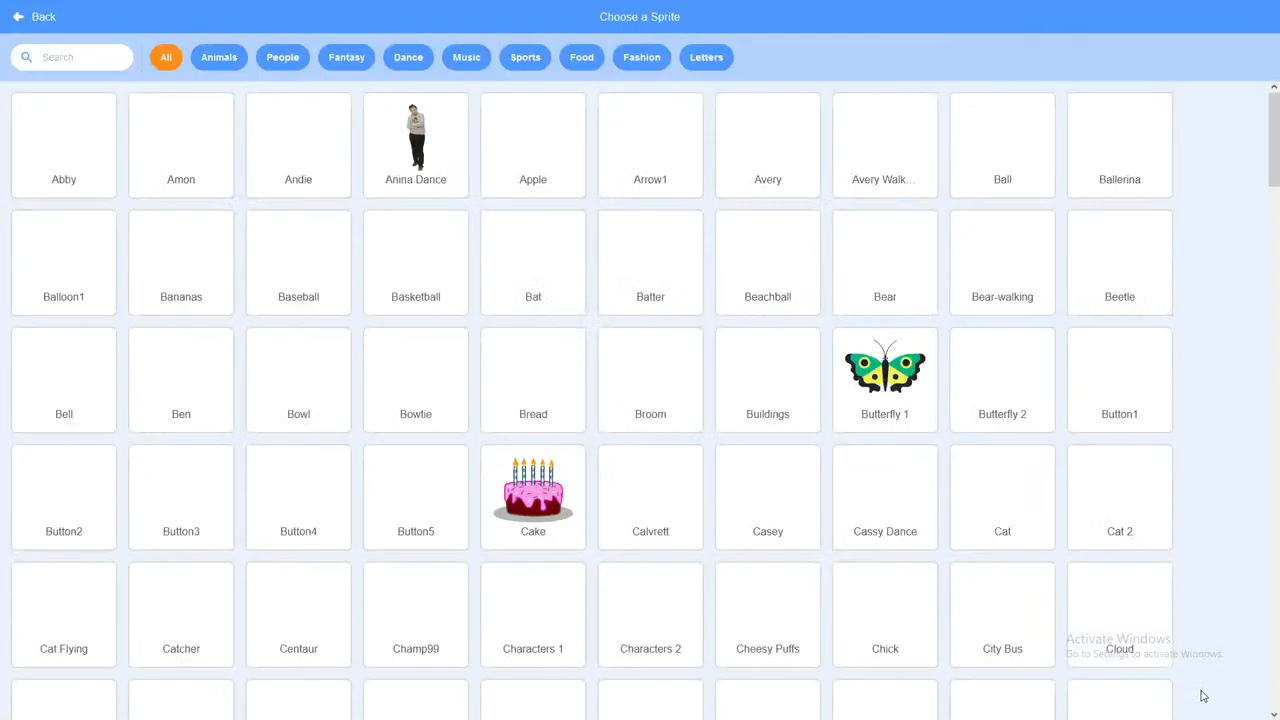 Back
Choose a Sprite
Search
All
Animals
People
Fantasy
Dance
Music
Sports
Food
Fashion
Letters
Abby
Amon
Andie
Anina Dance
Apple
Arrow1
Avery
Avery Walk...
Ball
Ballerina
Balloon1
Bananas
Baseball
Basketball
Bat
Batter
Beachball
Bear
Bear-walking
Beetle
Bell
Ben
Bowl
Bowtie
Bread
Broom
Buildings
Butterfly 1
Butterfly 2
Button1
Button2
Button3
Button4
Button5
Cake
Calvrett
Casey
Cassy Dance
Cat
Cat 2
Cat Flying
Catcher
Centaur
Champ99
Characters 1
Characters 2
Cheesy Puffs
Chick
City Bus
Cloud
Activate Windows
Go to Settings to activate Windows.